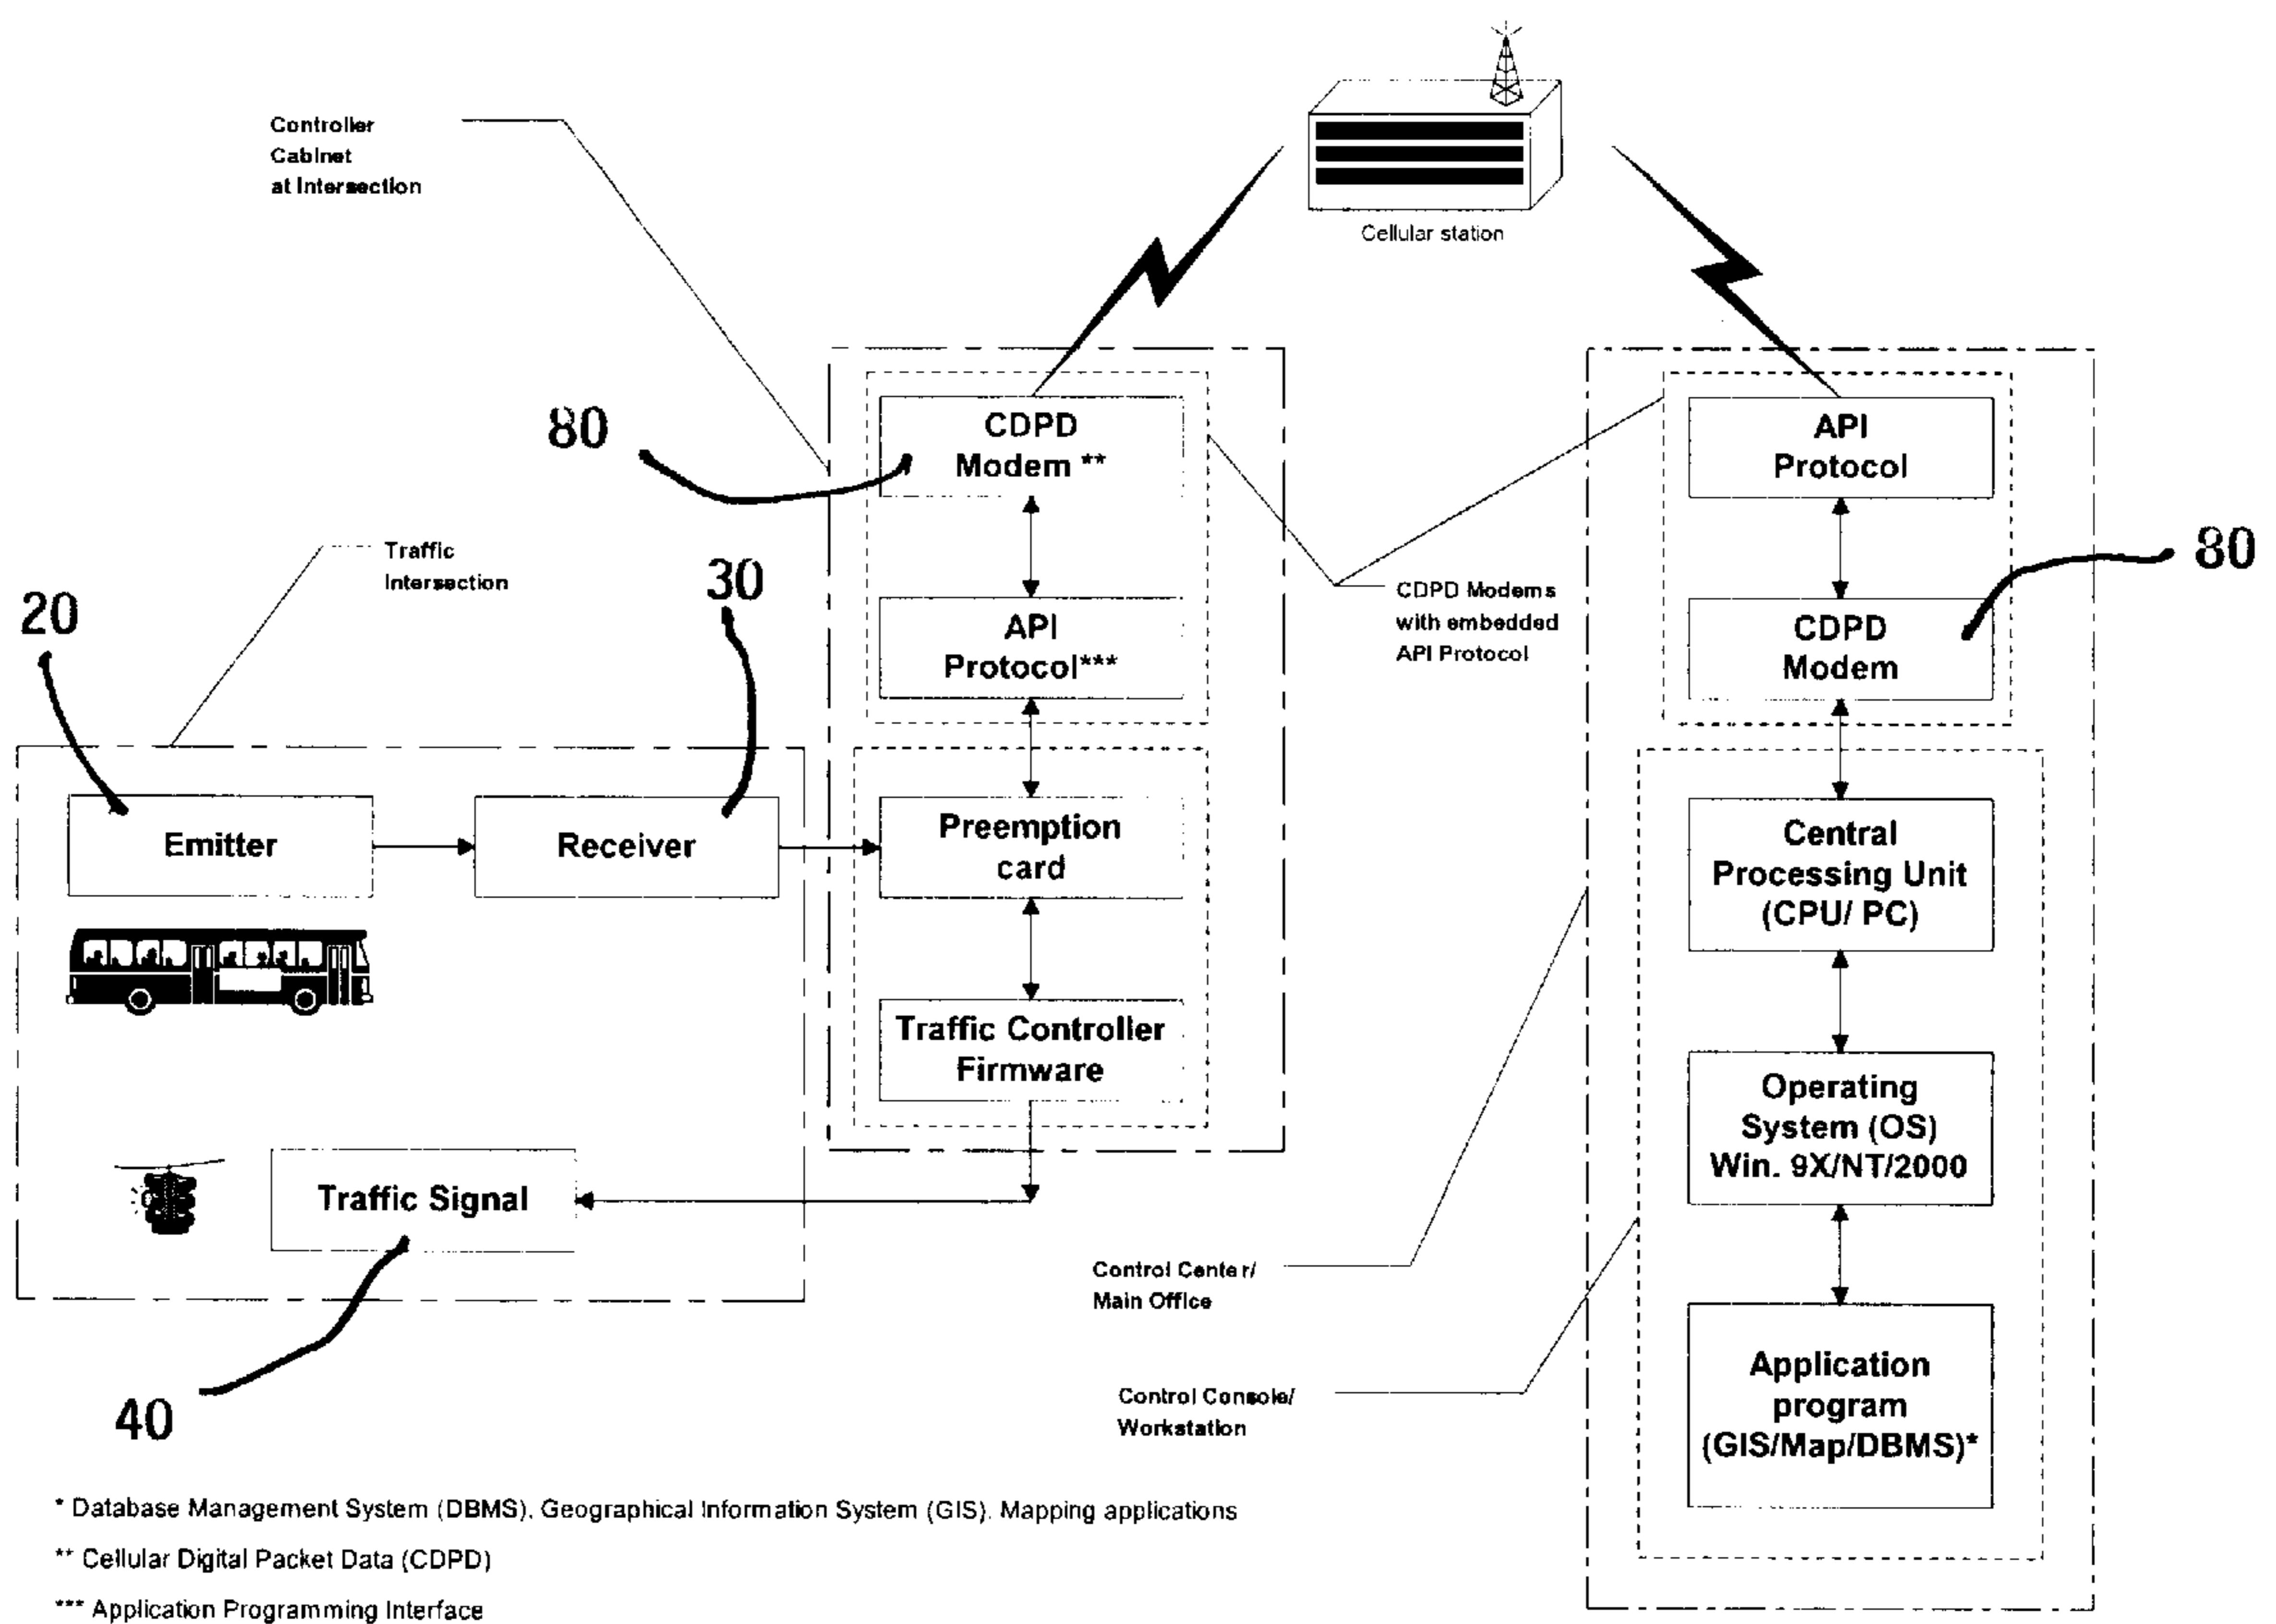 Controller
Cabinet
at Intersection
Cellular station
80
CDPD
Modem **
API
Protocol
Traffic
Intersection
30
20
API
Protocol***
CDPD Modems
with embedded
API Protocol
80
CDPD
Modem
Emitter
Receiver
Preemption
card
Central
Processing Unit
(CPU/ PC)
Traffic Controller
Firmware
Operating
System (OS)
Win. 9X/NT/2000
Traffic Signal
Control Center/
Main Office
40
Control Console/
Workstation
Application
program
(GIS/Map/DBMS)*
* Database Management System (DBMS), Geographical Information System (GIS), Mapping applications
** Cellular Digital Packet Data (CDPD)
*** Application Programming Interface